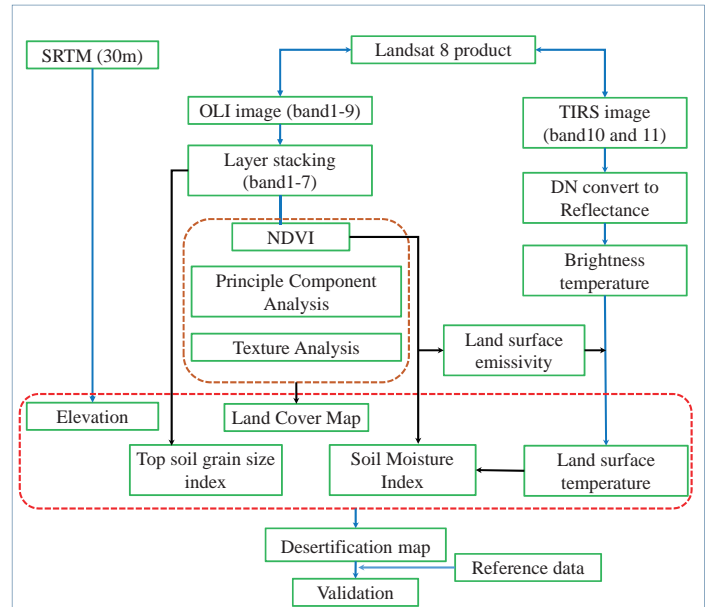 SRTM (30m)
Landsat 8 product
OLI image (band1-9)
TIRS image
(band10 and 11)
Layer stacking
(band1-7)
DN convert to
Reflectance
NDVI
Brightness
temperature
Principle Component
Analysis
Texture Analysis
Land surface
emissivity
Elevation
Land Cover Map
Top soil grain size
index
Soil Moisture
Index
Land surface
temperature
Desertification map
Reference data
Validation